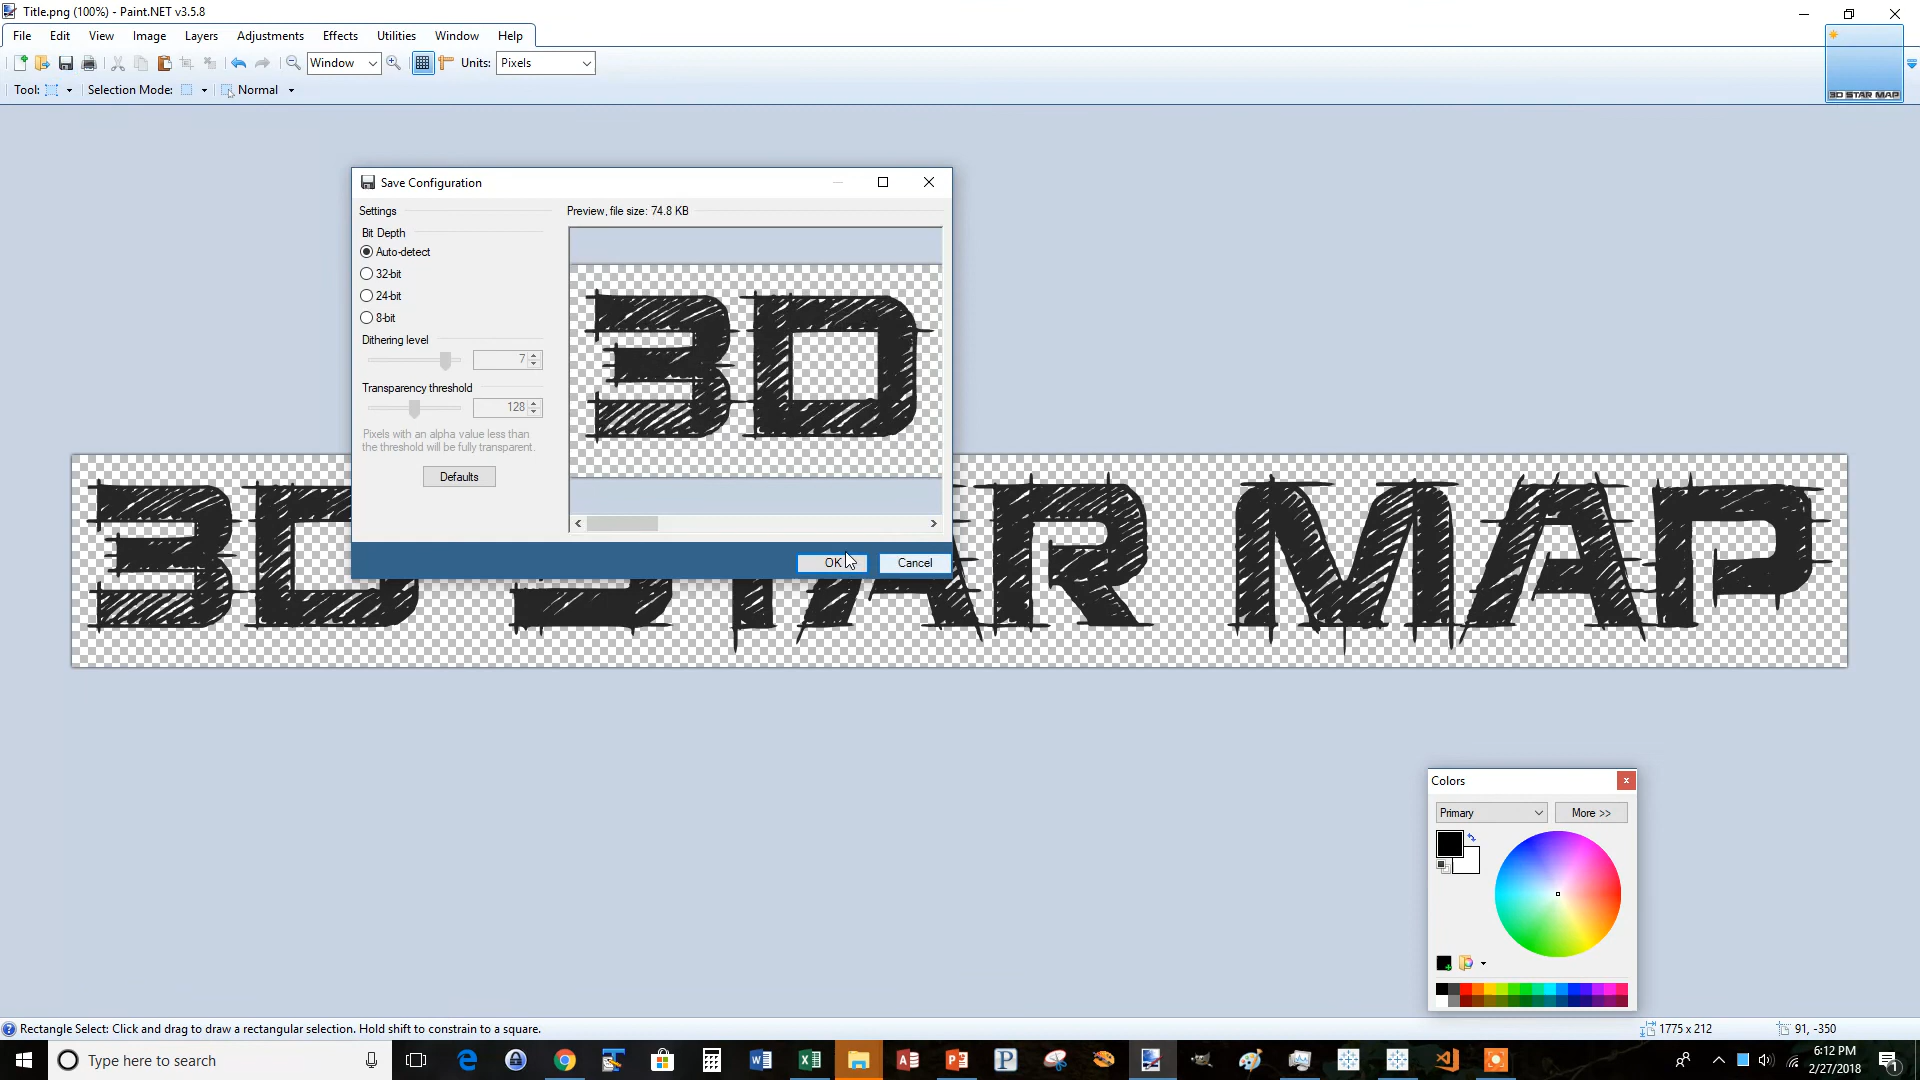 Title.png (100%) - Paint.NET v3.5.8
File Edit View Image Layers Adjustments Effects Utilities Window Help
Window Units: Pixels
Tool: Selection Mode: Normal
3D STAR MAP
Save Configuration
Settings
Bit Depth
Auto-detect
32-bit
24-bit
8-bit
Dithering level
7
Transparency threshold
128
Pixels with an alpha value less than
the threshold will be fully transparent.
Defaults
Preview, file size: 74.8 KB
3D
OK Cancel
3D STAR MAP
Colors
Primary More >>
Rectangle Select: Click and drag to draw a rectangular selection. Hold shift to constrain to a square.
1775 x 212
91, -350
Type here to search
6:12 PM
2/27/2018
1